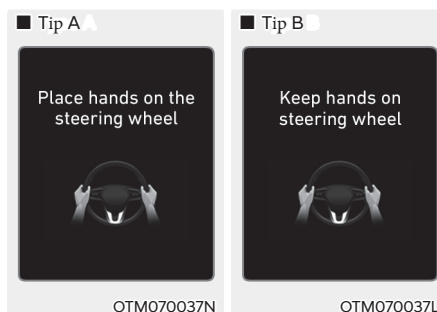 ■ Tip A
Place hands on the
steering wheel
OTM070037N
■ Tip B
Keep hands on
steering wheel
OTM070037L